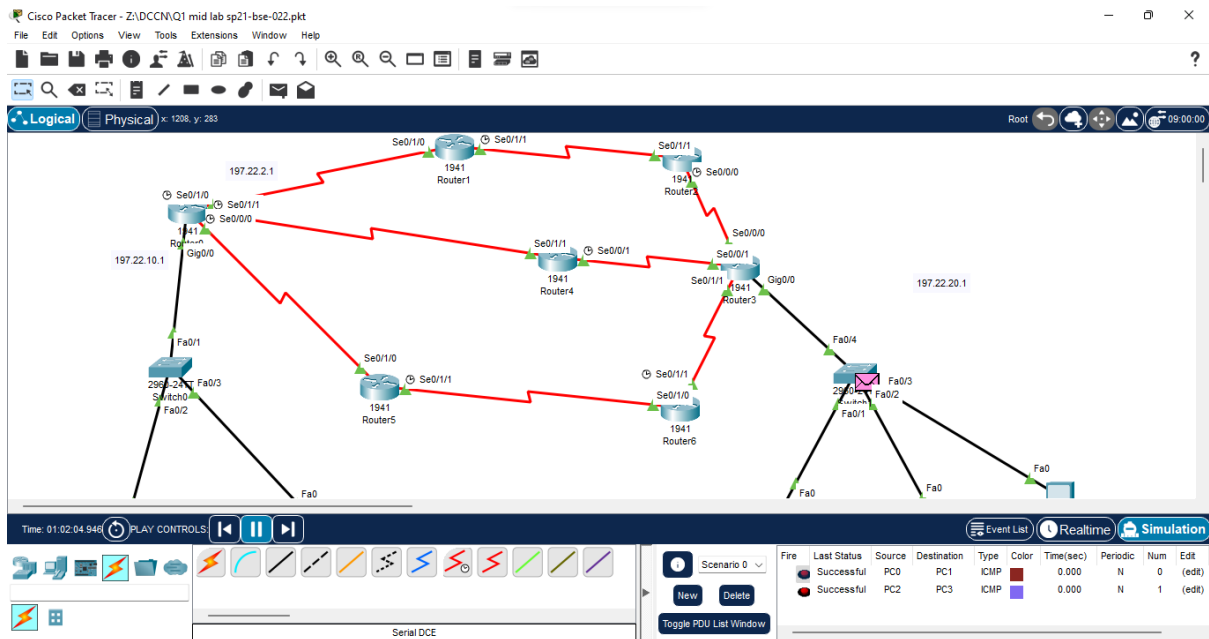 Cisco Packet Tracer - Z:\DCCN\Q1 mid lab sp21-bse-022.pkt
File Edit Options View Tools Extensions Window Help
?
Logical Physical x: 1208, y: 283 Root 09:00:00
Se0/1/0 Se0/1/1
1941
Router1
Se0/1/1
Se0/0/0
Router2
197.22.2.1
Se0/1/0
Se0/1/1
Se0/0/0
1941
Gig0/0
197.22.10.1
Se0/1/1 Se0/0/1
1941
Router4
Se0/0/0
Se0/0/1
Se0/1/1 Gig0/0
1941
Router3
197.22.20.1
Fa0/1
Fa0/3
Switch0
Fa0/2
Se0/1/0
Se0/1/1
1941
Router5
Se0/1/1
Se0/1/0
1941
Router6
Fa0/4
Fa0/3
Fa0/2
Fa0/1
Fa0
Fa0 Fa0 Fa0
Time: 01:02:04.946 PLAY CONTROLS: Event List Realtime Simulation
Scenario 0
New Delete
Toggle PDU List Window
Fire Last Status Source Destination Type Color Time(sec) Periodic Num Edit
Successful PC0 PC1 ICMP 0.000 N 0 (edit)
Successful PC2 PC3 ICMP 0.000 N 1 (edit)
Serial DCE